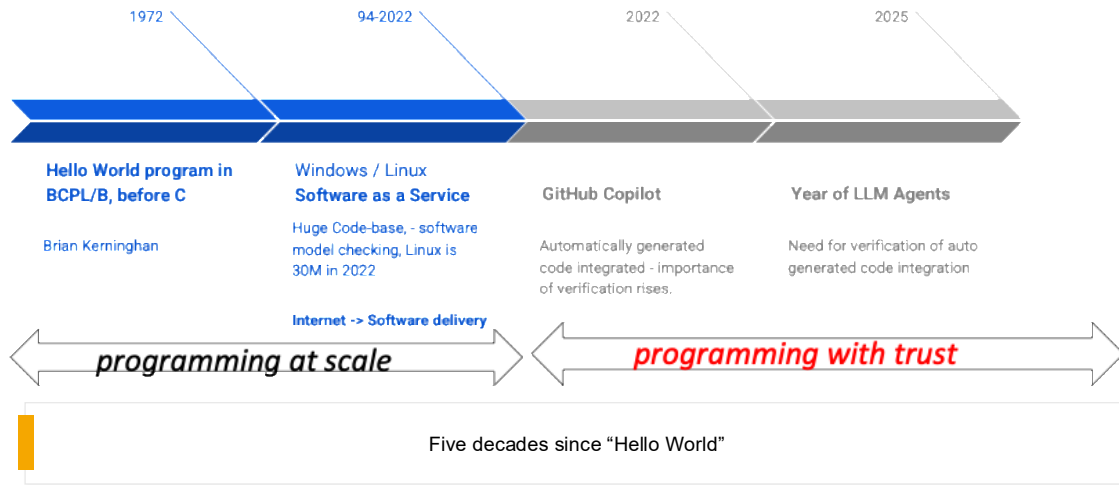 1972
94-2022
2022
2025
Hello World program in
BCPL/B, before C
Brian Kerninghan
Windows / Linux
Software as a Service
Huge Code-base, - software
model checking, Linux is
30M in 2022
Internet -> Software delivery
GitHub Copilot
Automatically generated
code integrated - importance
of verification rises.
Year of LLM Agents
Need for verification of auto
generated code integration
programming at scale
programming with trust
Five decades since “Hello World”